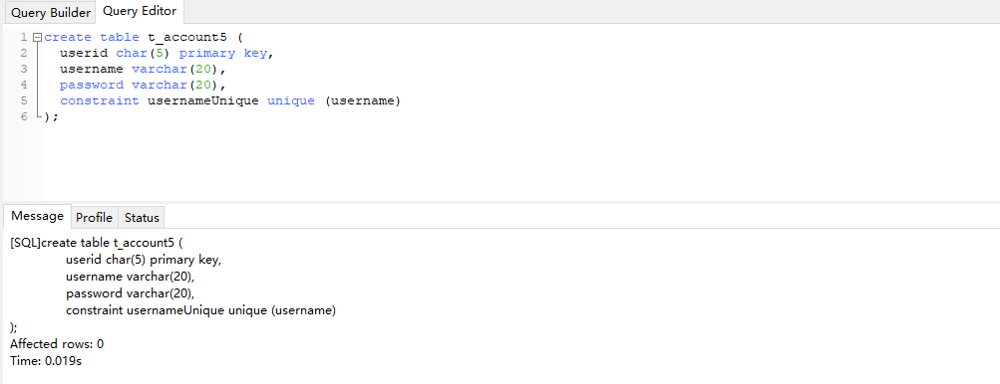 Query Builder Query Editor
1 create table t_account5 (
2 userid char(5) primary key,
3 username varchar(20),
4 password varchar(20),
5 constraint usernameUnique unique (username)
6 );
Message Profile Status
[SQL]create table t_account5 (
userid char(5) primary key,
username varchar(20),
password varchar(20),
constraint usernameUnique unique (username)
);
Affected rows: 0
Time: 0.019s